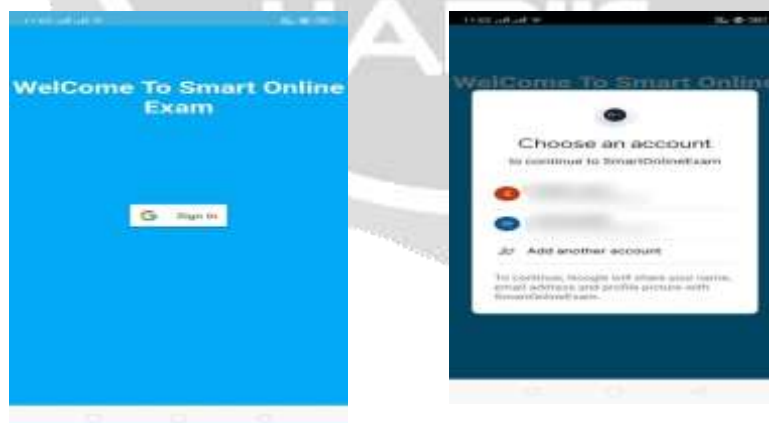 WelCome To Smart Online
Exam
Sign In
WelCome To Smart Online
Choose an account
to continue to SmartOnlineExam
Add another account
To continue, Google will share your name,
email address and profile picture with
SmartOnlineExam.